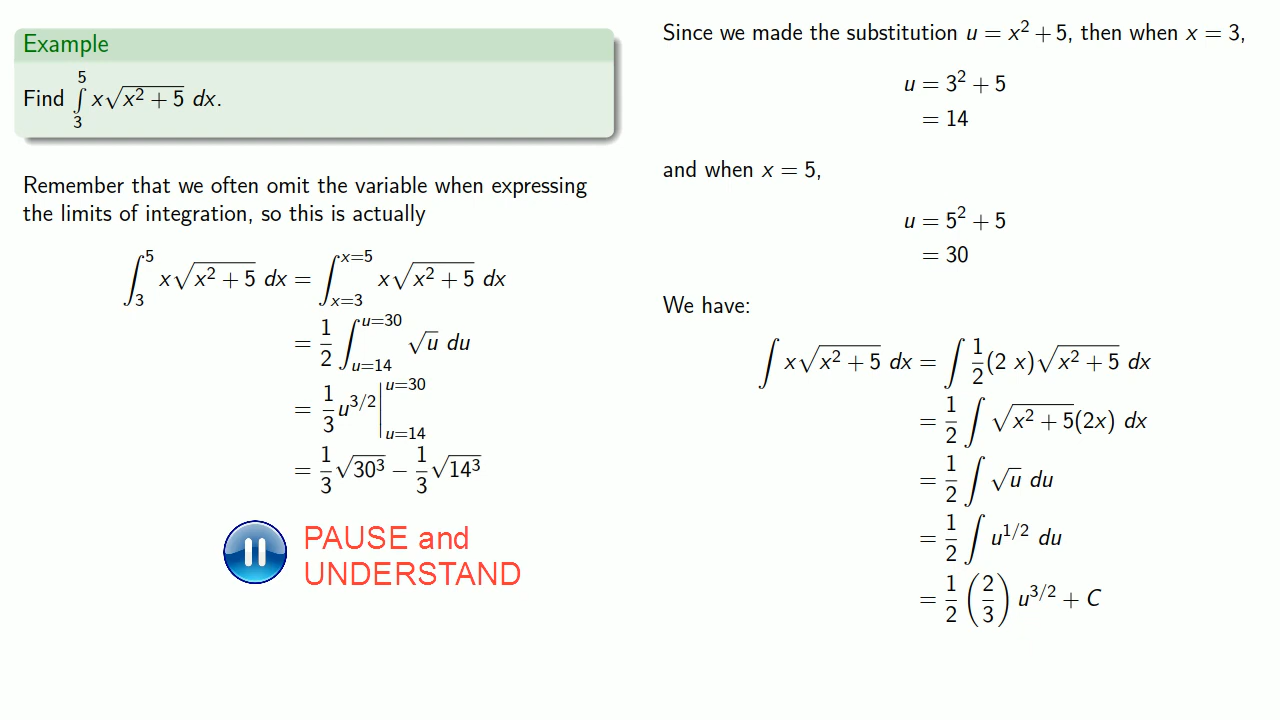 Example
Find ∫₃⁵ x√(x² + 5) dx.
Remember that we often omit the variable when expressing
the limits of integration, so this is actually
∫₃⁵ x√(x² + 5) dx = ∫_{x=3}^{x=5} x√(x² + 5) dx
= 1/2 ∫_{u=14}^{u=30} √u du
= 1/3 u^{3/2} |_{u=14}^{u=30}
= 1/3 √(30³) − 1/3 √(14³)
PAUSE and
UNDERSTAND
Since we made the substitution u = x² + 5, then when x = 3,
u = 3² + 5
= 14
and when x = 5,
u = 5² + 5
= 30
We have:
∫ x√(x² + 5) dx = ∫ 1/2 (2 x)√(x² + 5) dx
= 1/2 ∫ √(x² + 5)(2x) dx
= 1/2 ∫ √u du
= 1/2 ∫ u^{1/2} du
= 1/2 (2/3) u^{3/2} + C